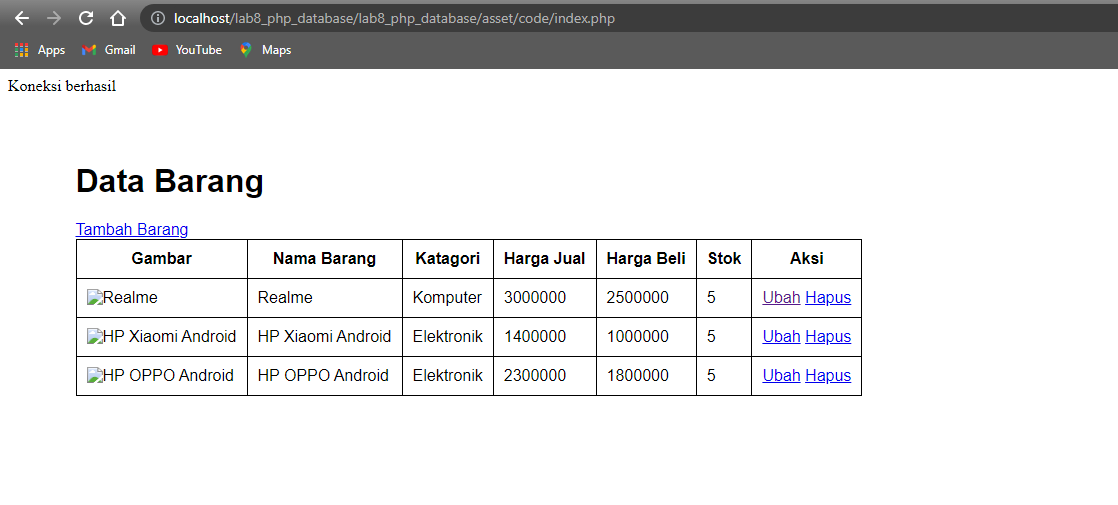 localhost/lab8_php_database/lab8_php_database/asset/code/index.php
Apps Gmail YouTube Maps
Koneksi berhasil
Data Barang
Tambah Barang
Gambar Nama Barang Katagori Harga Jual Harga Beli Stok Aksi
Realme Realme Komputer 3000000 2500000 5 Ubah Hapus
HP Xiaomi Android HP Xiaomi Android Elektronik 1400000 1000000 5 Ubah Hapus
HP OPPO Android HP OPPO Android Elektronik 2300000 1800000 5 Ubah Hapus